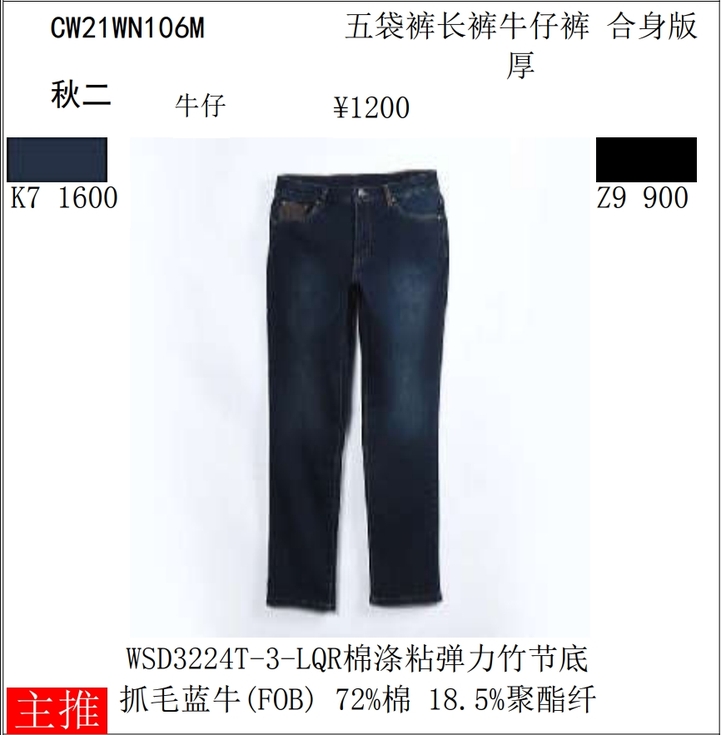 CW21WN106M
五袋裤长裤牛仔裤 合身版
厚
秋二
牛仔
¥1200
K7 1600
Z9 900
WSD3224T-3-LQR棉涤粘弹力竹节底
抓毛蓝牛(FOB) 72%棉 18.5%聚酯纤
主推